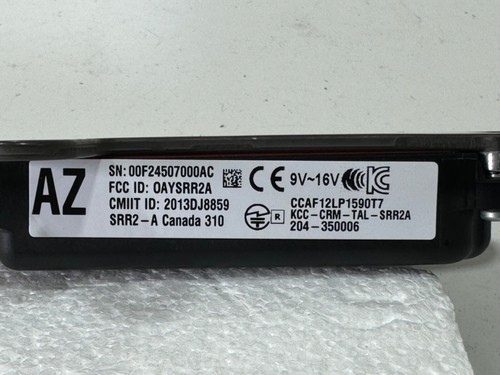 AZ
SN: 00F24507000AC
FCC ID: OAYSRR2A
CMIIT ID: 2013DJ8859
SRR2-A Canada 310
CE
9V~16V
R
CCAF12LP1590T7
KCC-CRM-TAL-SRR2A
204-350006